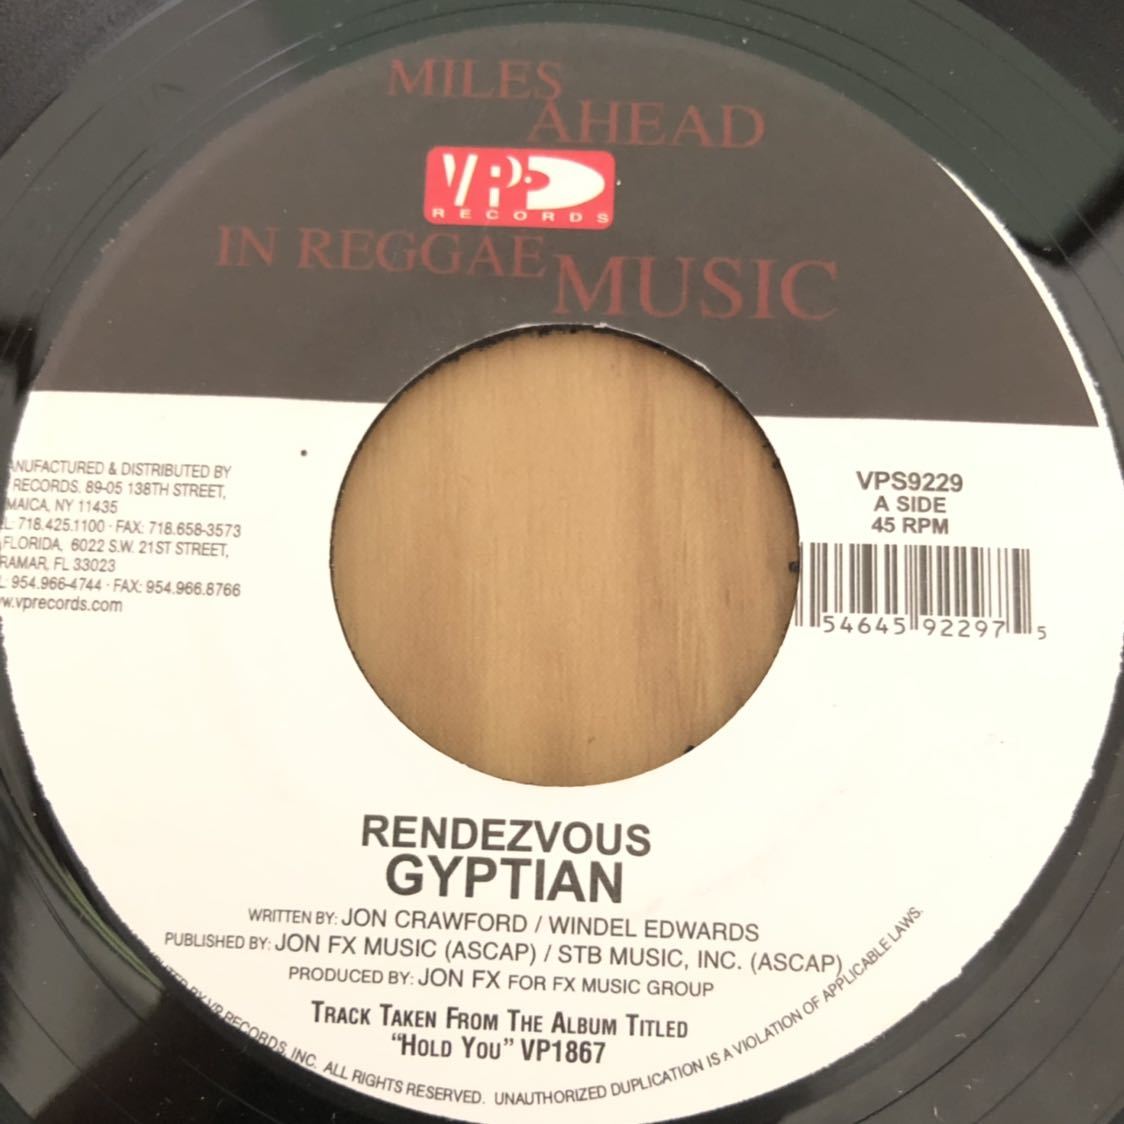 MILES
AHEAD
VP
RECORDS
IN REGGAE
MUSIC
ANUFACTURED & DISTRIBUTED BY
RECORDS. 89-05 138TH STREET,
MAICA, NY 11435
L: 718.425.1100 · FAX: 718.658-3573
FLORIDA, 6022 S.W. 21ST STREET,
RAMAR, FL 33023
L: 954.966-4744 · FAX: 954.966.8766
w.vprecords.com
VPS9229
A SIDE
45 RPM
54645 92297 5
RENDEZVOUS
GYPTIAN
WRITTEN BY: JON CRAWFORD / WINDEL EDWARDS
PUBLISHED BY: JON FX MUSIC (ASCAP) / STB MUSIC, INC. (ASCAP)
PRODUCED BY: JON FX FOR FX MUSIC GROUP
TRACK TAKEN FROM THE ALBUM TITLED
"HOLD YOU" VP1867
BY VP RECORDS, INC. ALL RIGHTS RESERVED. UNAUTHORIZED DUPLICATION IS A VIOLATION OF APPLICABLE LAWS.